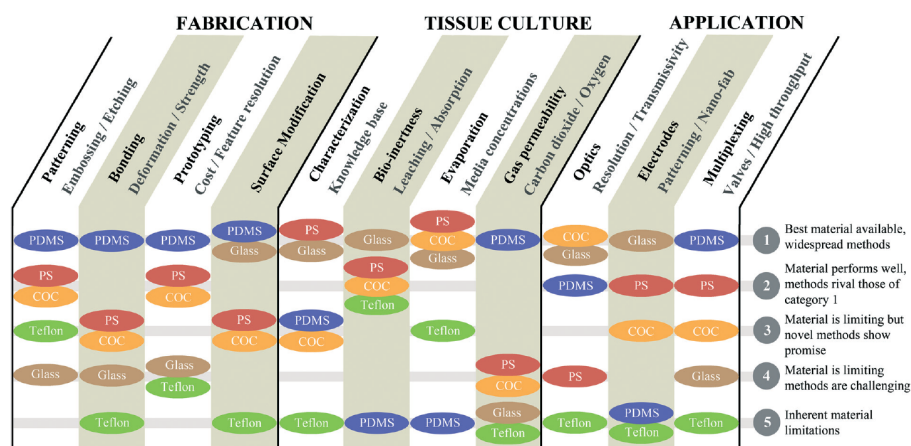 FABRICATION TISSUE CULTURE APPLICATION
Patterning
Embossing / Etching
Bonding
Deformation / Strength
Prototyping
Cost / Feature resolution
Surface Modification
Characterization
Knowledge base
Bio-inertness
Leaching / Absorption
Evaporation
Media concentrations
Gas permeability
Carbon dioxide / Oxygen
Optics
Resolution / Transmissivity
Electrodes
Patterning / Nano-fab
Multiplexing
Valves / High throughput
PDMS PDMS PDMS PDMS Glass PS Glass Glass PS COC Glass PDMS COC Glass Glass PDMS
1 Best material available,
widespread methods
PS COC PS COC PS COC Teflon PDMS PS PS
2 Material performs well,
methods rival those of
category 1
Teflon PS COC PS COC PDMS COC Teflon COC COC
3 Material is limiting but
novel methods show
promise
Glass Glass Glass Teflon PS COC PS Glass
4 Material is limiting
methods are challenging
Teflon Teflon Teflon PDMS PDMS Glass Teflon Teflon PDMS Teflon Teflon
5 Inherent material
limitations